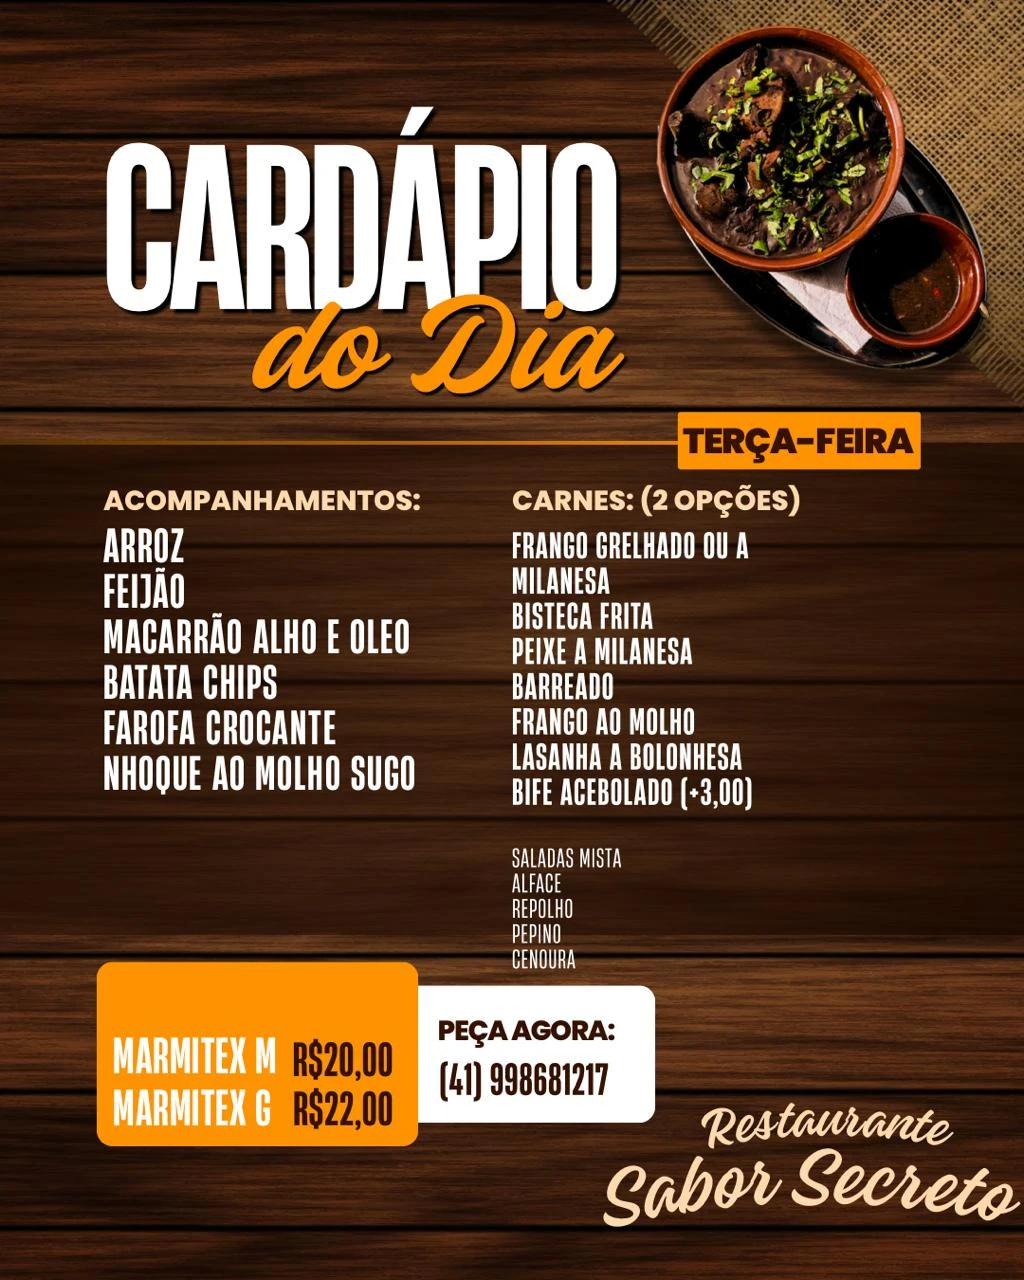 CARDÁPIO
do Dia
TERÇA-FEIRA
ACOMPANHAMENTOS:
ARROZ
FEIJÃO
MACARRÃO ALHO E OLEO
BATATA CHIPS
FAROFA CROCANTE
NHOQUE AO MOLHO SUGO
CARNES: (2 OPÇÕES)
FRANGO GRELHADO OU A
MILANESA
BISTECA FRITA
PEIXE A MILANESA
BARREADO
FRANGO AO MOLHO
LASANHA A BOLONHESA
BIFE ACEBOLADO (+3,00)
SALADAS MISTA
ALFACE
REPOLHO
PEPINO
CENOURA
MARMITEX M R$20,00
MARMITEX G R$22,00
PEÇA AGORA:
(41) 998681217
Restaurante
Sabor Secreto